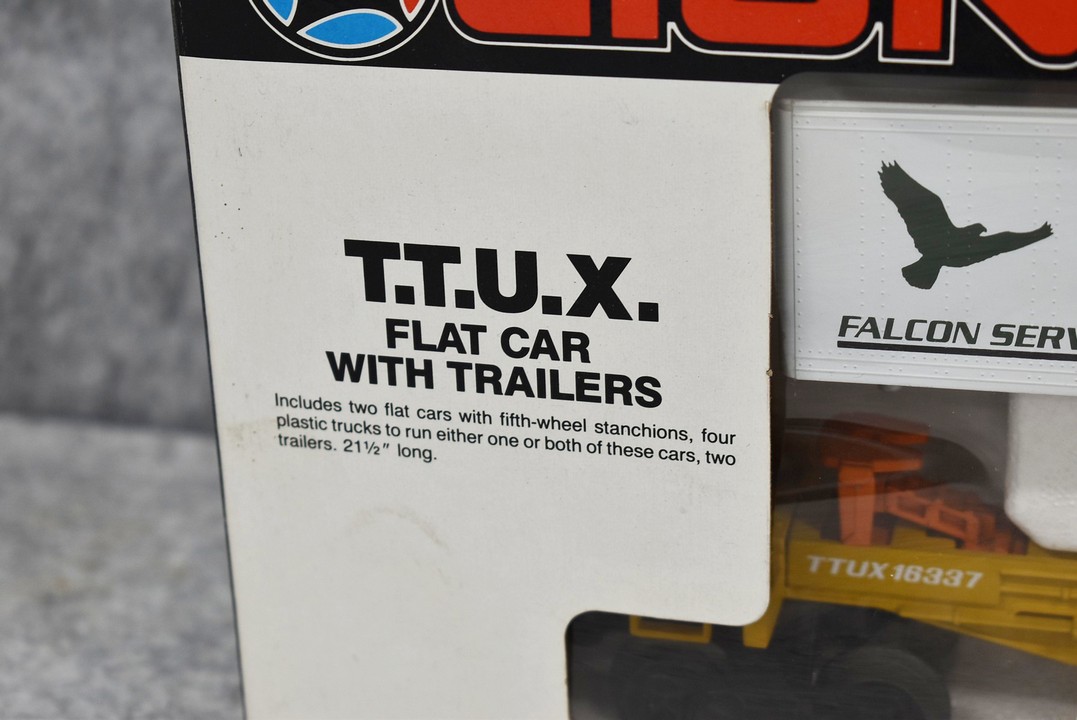 T.T.U.X.
FLAT CAR
WITH TRAILERS
Includes two flat cars with fifth-wheel stanchions, four
plastic trucks to run either one or both of these cars, two
trailers. 21½″ long.
FALCON SERV
TTUX 16337